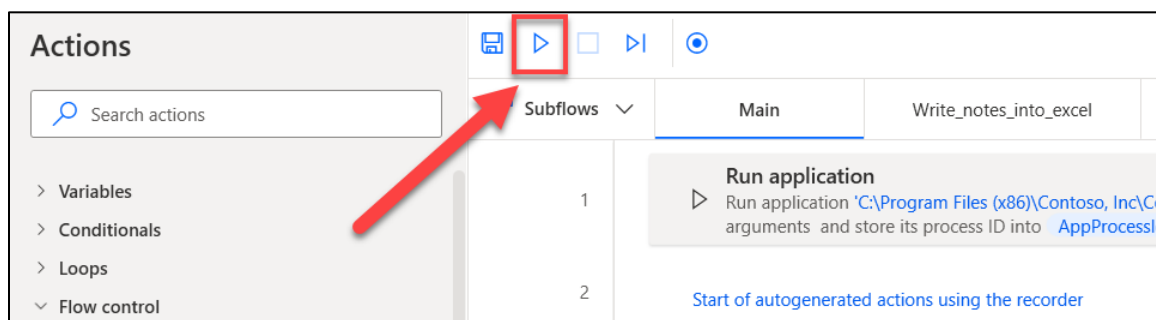 Actions
Search actions
Variables
Conditionals
Loops
Flow control
Subflows
Main
Write_notes_into_excel
1
Run application
Run application 'C:\Program Files (x86)\Contoso, Inc\C
arguments and store its process ID into AppProcessI
2
Start of autogenerated actions using the recorder